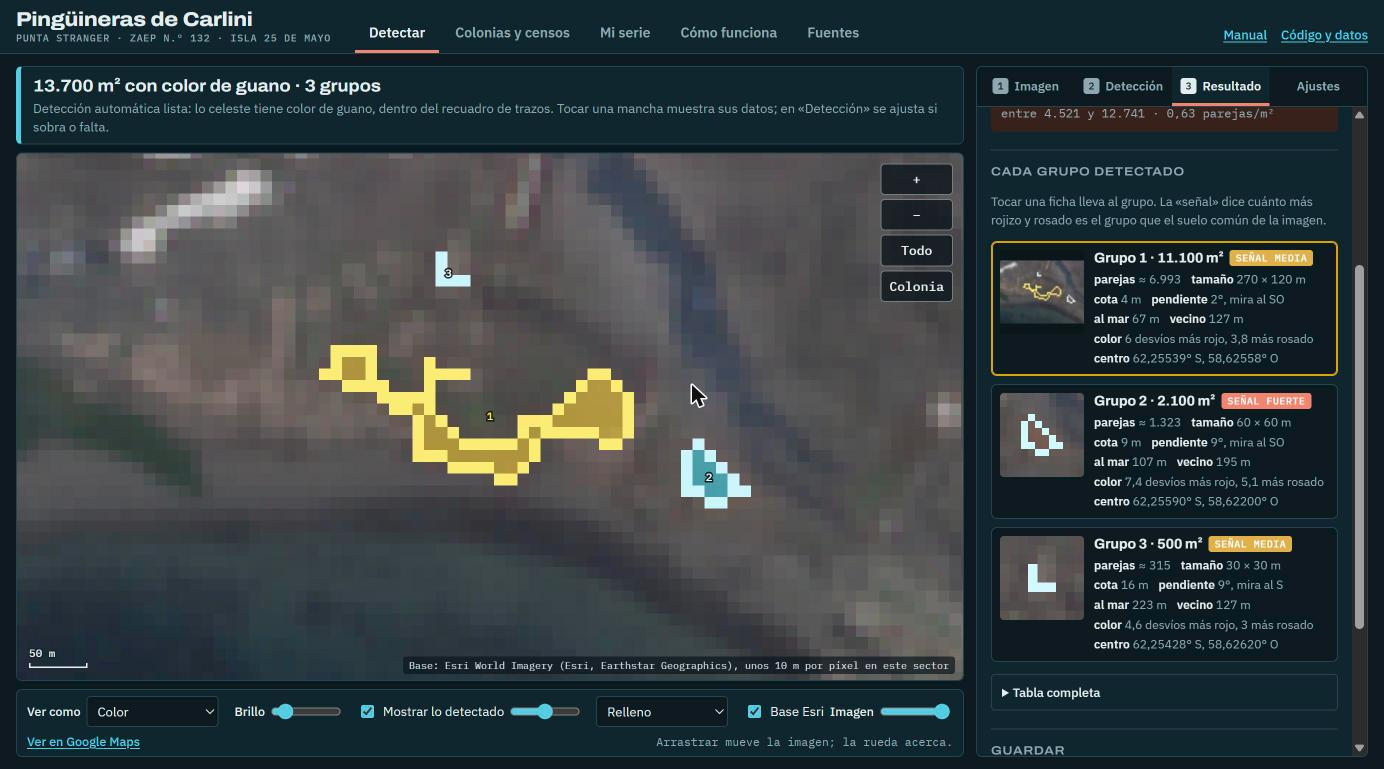 Pingüineras de Carlini
PUNTA STRANGER · ZAEP N.º 132 · ISLA 25 DE MAYO
Detectar
Colonias y censos
Mi serie
Cómo funciona
Fuentes
Manual
Código y datos
13.700 m² con color de guano · 3 grupos
Detección automática lista: lo celeste tiene color de guano, dentro del recuadro de trazos. Tocar una mancha muestra sus datos; en «Detección» se ajusta si
sobra o falta.
+
−
Todo
Colonia
3
1
2
50 m
Base: Esri World Imagery (Esri, Earthstar Geographics), unos 10 m por píxel en este sector
Ver como
Color
Brillo
Mostrar lo detectado
Relleno
Base Esri
Imagen
Ver en Google Maps
Arrastrar mueve la imagen; la rueda acerca.
1 Imagen
2 Detección
3 Resultado
Ajustes
entre 4.521 y 12.741 · 0,63 parejas/m²
CADA GRUPO DETECTADO
Tocar una ficha lleva al grupo. La «señal» dice cuánto más
rojizo y rosado es el grupo que el suelo común de la imagen.
Grupo 1 · 11.100 m² SEÑAL MEDIA
parejas ≈ 6.993 tamaño 270 × 120 m
cota 4 m pendiente 2°, mira al SO
al mar 67 m vecino 127 m
color 6 desvíos más rojo, 3,8 más rosado
centro 62,25539° S, 58,62558° O
Grupo 2 · 2.100 m² SEÑAL FUERTE
parejas ≈ 1.323 tamaño 60 × 60 m
cota 9 m pendiente 9°, mira al SO
al mar 107 m vecino 195 m
color 7,4 desvíos más rojo, 5,1 más rosado
centro 62,25590° S, 58,62200° O
Grupo 3 · 500 m² SEÑAL MEDIA
parejas ≈ 315 tamaño 30 × 30 m
cota 16 m pendiente 9°, mira al S
al mar 223 m vecino 127 m
color 4,6 desvíos más rojo, 3 más rosado
centro 62,25428° S, 58,62620° O
Tabla completa
GUARDAR